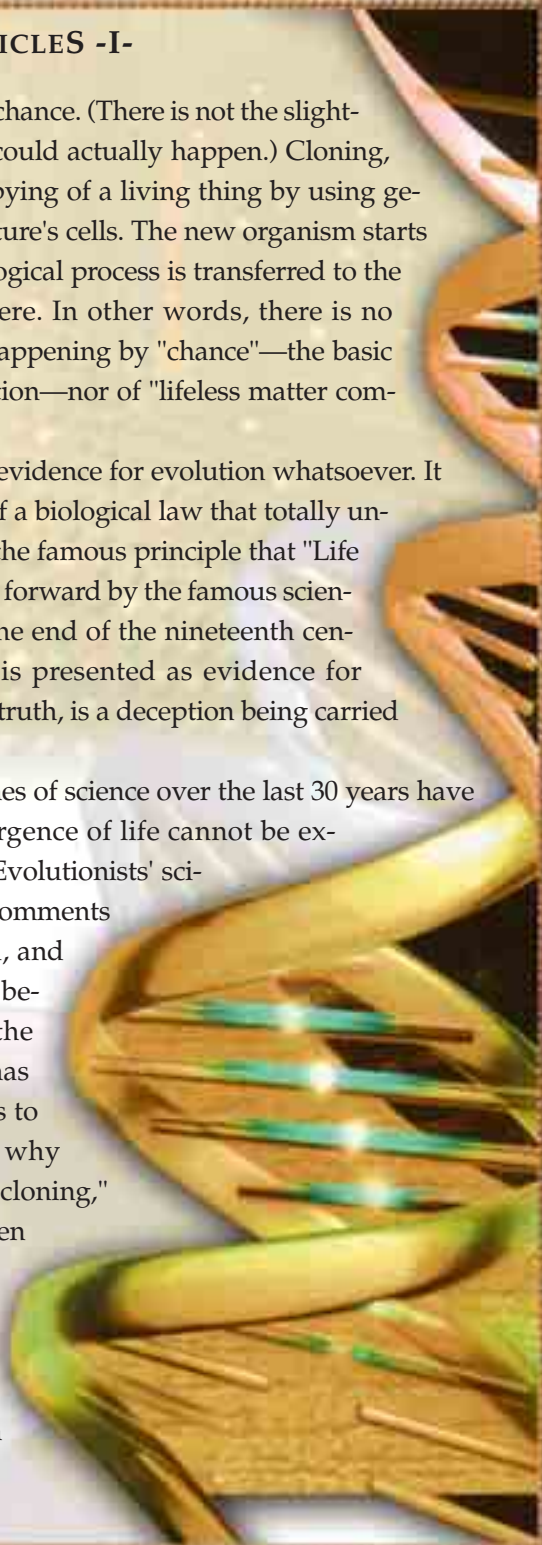 ICLES -I-
chance. (There is not the slight-
could actually happen.) Cloning,
pying of a living thing by using ge-
ture's cells. The new organism starts
ogical process is transferred to the
ere. In other words, there is no
appening by "chance"—the basic
tion—nor of "lifeless matter com-
evidence for evolution whatsoever. It
f a biological law that totally un-
the famous principle that "Life
forward by the famous scien-
he end of the nineteenth cen-
is presented as evidence for
truth, is a deception being carried
nes of science over the last 30 years have
rgence of life cannot be ex-
Evolutionists' sci-
omments
, and
be-
the
has
s to
why
cloning,"
en